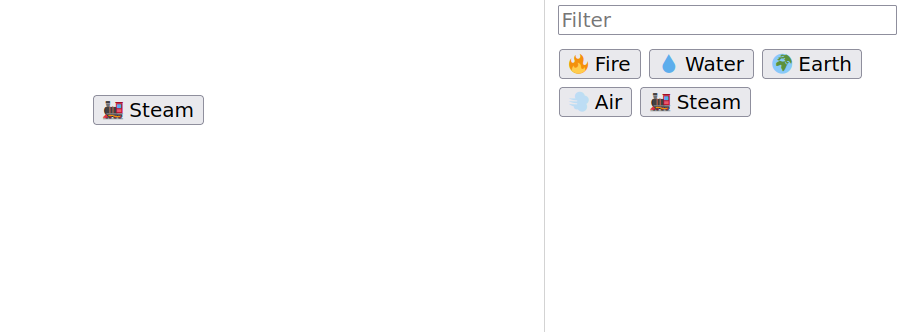 Filter
🔥 Fire 💧 Water 🌍 Earth
💨 Air 🚂 Steam
🚂 Steam